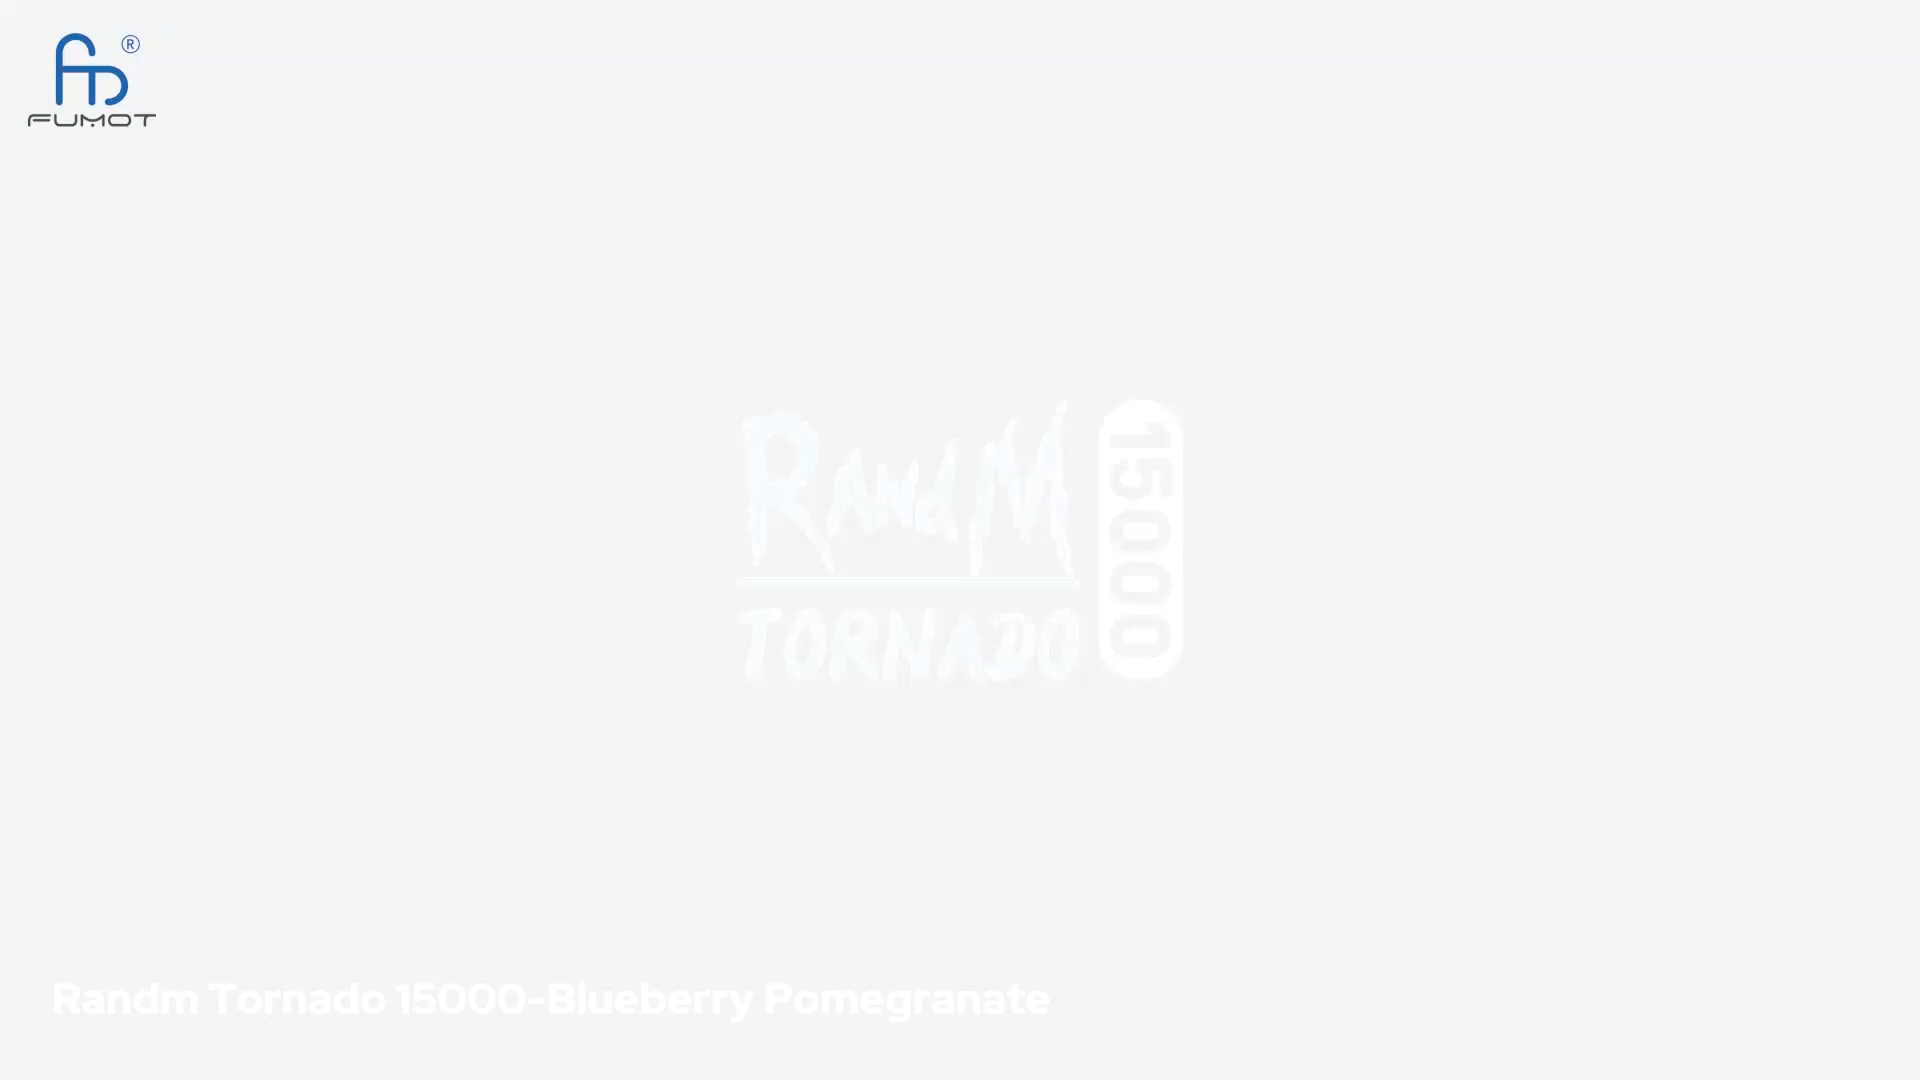 ®
FUMOT
RandM
TORNADO
15000
Randm Tornado 15000-Blueberry Pomegranate